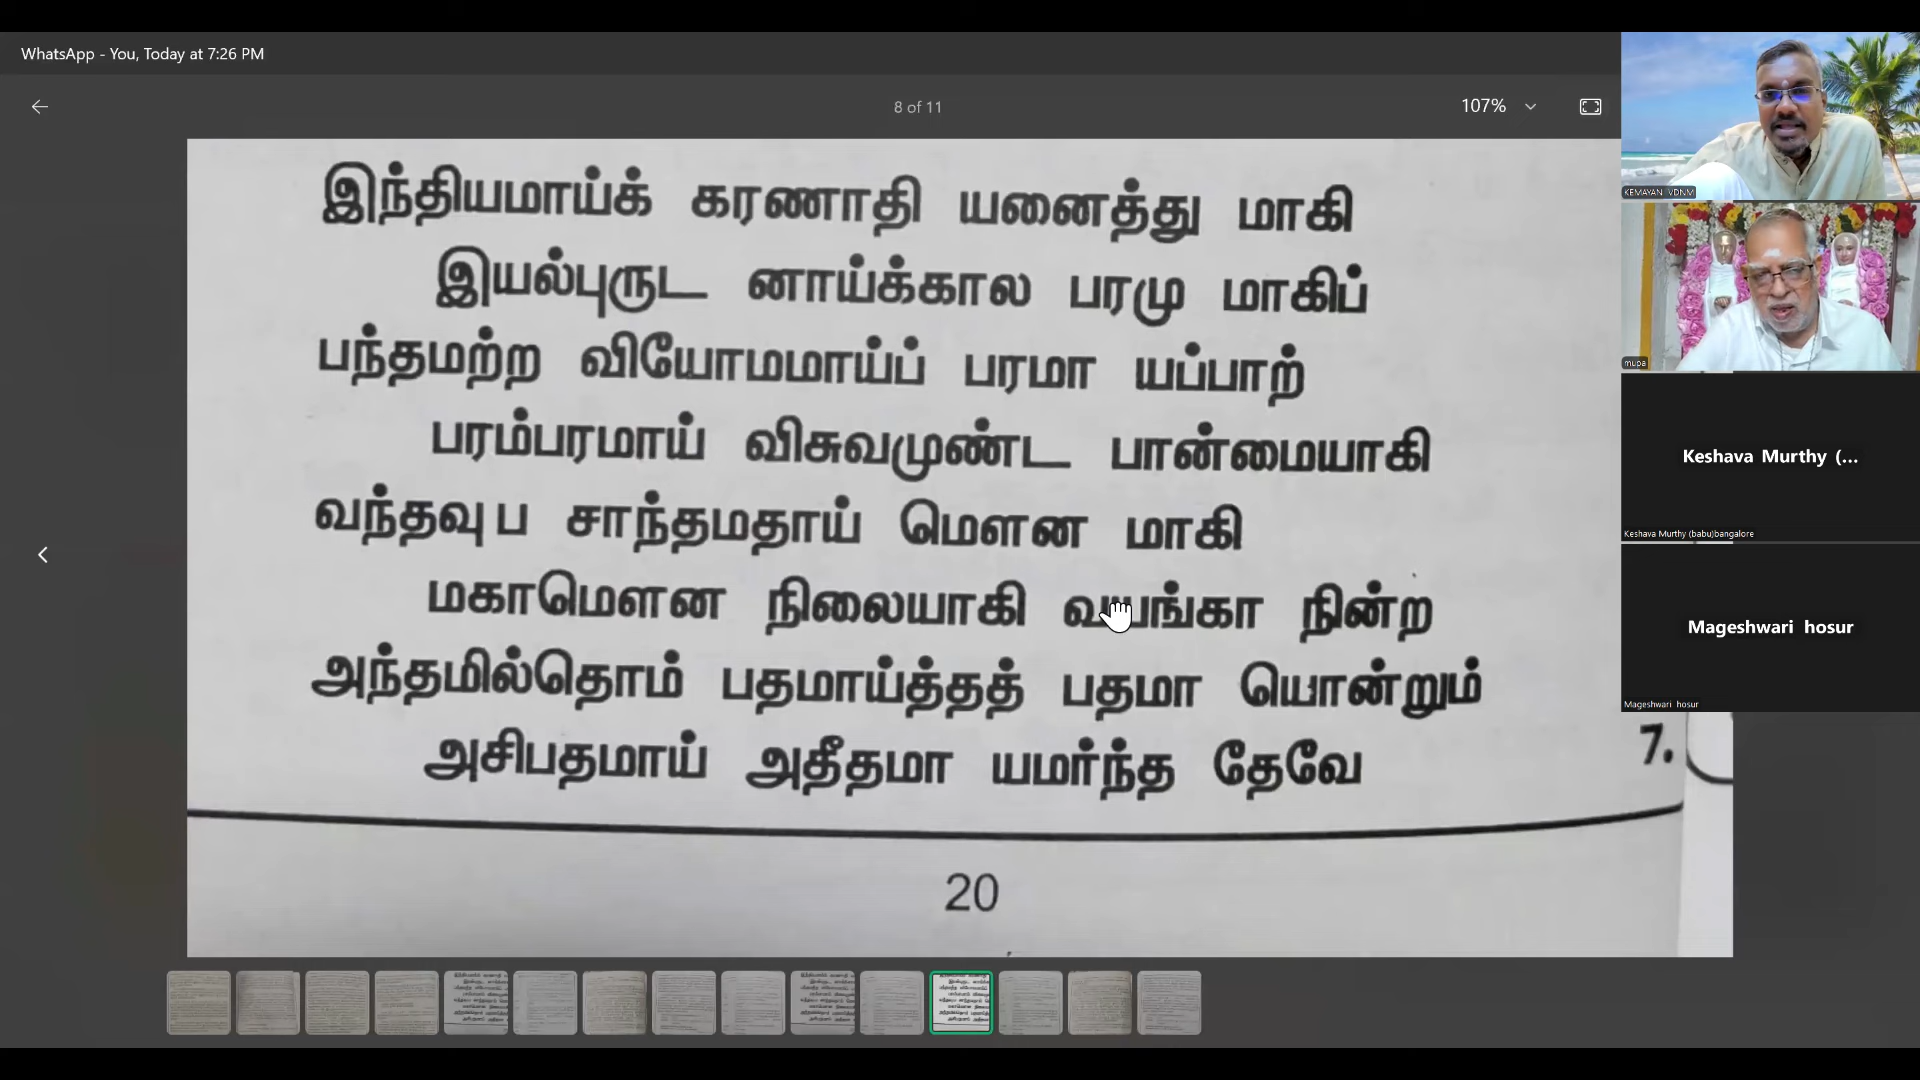 WhatsApp - You, Today at 7:26 PM
8 of 11
107%
இந்தியமாய்க் கரணாதி யனைத்து மாகி
இயல்புருட னாய்க்கால பரமு மாகிப்
பந்தமற்ற வியோமமாய்ப் பரமா யப்பாற்
பரம்பரமாய் விசுவமுண்ட பான்மையாகி
வந்தவுப சாந்தமதாய் மௌன மாகி
மகாமௌன நிலையாகி வயங்கா நின்ற
அந்தமில்தொம் பதமாய்த்தத் பதமா யொன்றும்
அசிபதமாய் அதீதமா யமர்ந்த தேவே
7.
20
KEMAYAN VDNM
mupa
Keshava Murthy (...
Keshava Murthy (babu)bangalore
Mageshwari hosur
Mageshwari hosur